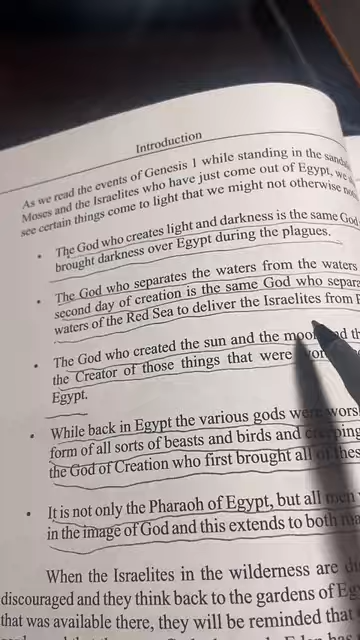 Introduction
As we read the events of Genesis 1 while standing in the
Moses and the Israelites who have just come out of Egypt, we
see certain things come to light that we might not otherwise
• The God who creates light and darkness is the same God
brought darkness over Egypt during the plagues.
• The God who separates the waters from the waters
second day of creation is the same God who
waters of the Red Sea to deliver the Israelites from
• The God who created the sun and the
the Creator of those things that were
Egypt.
• While back in Egypt the various gods were
form of all sorts of beasts and birds and
the God of Creation who first brought all of
• It is not only the Pharaoh of Egypt, but all men
in the image of God and this extends to both
When the Israelites in the wilderness are
discouraged and they think back to the gardens of
that was available there, they will be reminded that